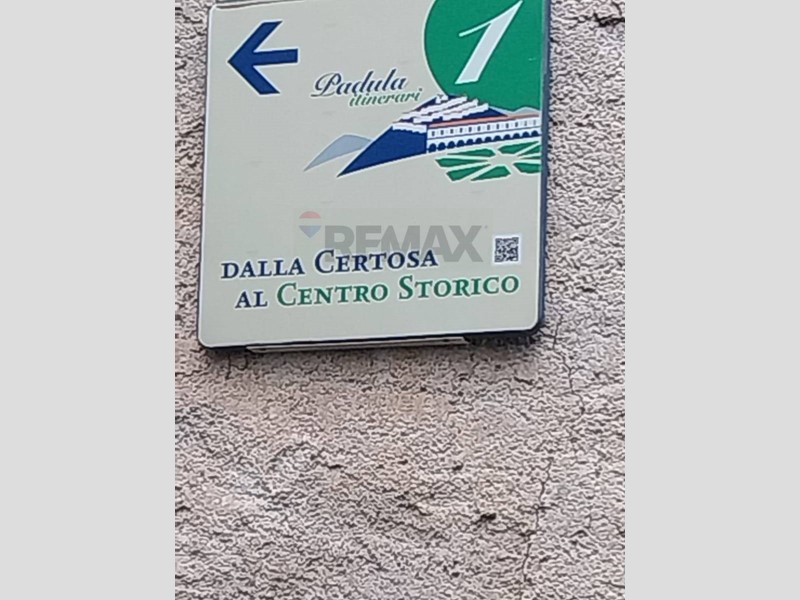 1
Padula
itinerari
REMAX
DALLA CERTOSA
AL CENTRO STORICO